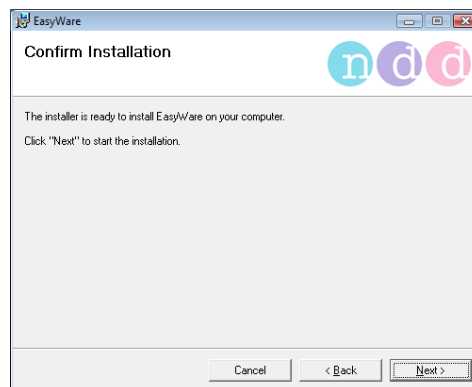 EasyWare
Confirm Installation
ndd
The installer is ready to install EasyWare on your computer.
Click "Next" to start the installation.
Cancel
< Back
Next >